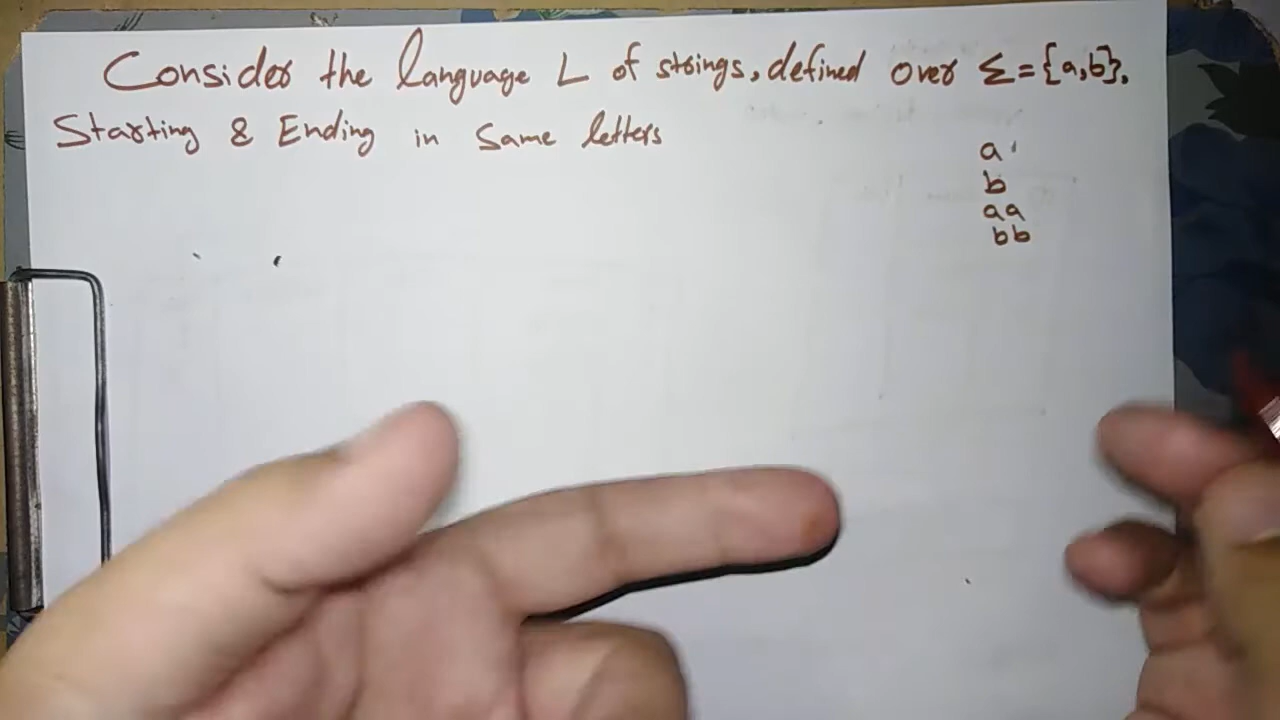 Consider the language L of strings, defined over Σ = {a,b}.
Starting & Ending in Same letters
a
b
aa
bb